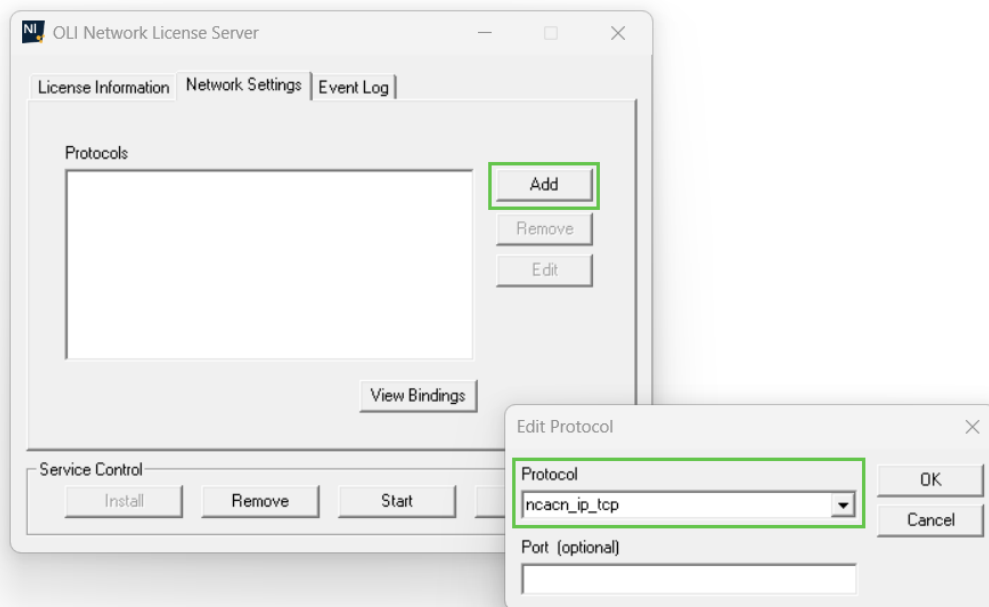 NI OLI Network License Server
License Information Network Settings Event Log
Protocols
Add
Remove
Edit
View Bindings
Service Control
Install Remove Start
Edit Protocol
Protocol
ncacn_ip_tcp
OK
Cancel
Port (optional)